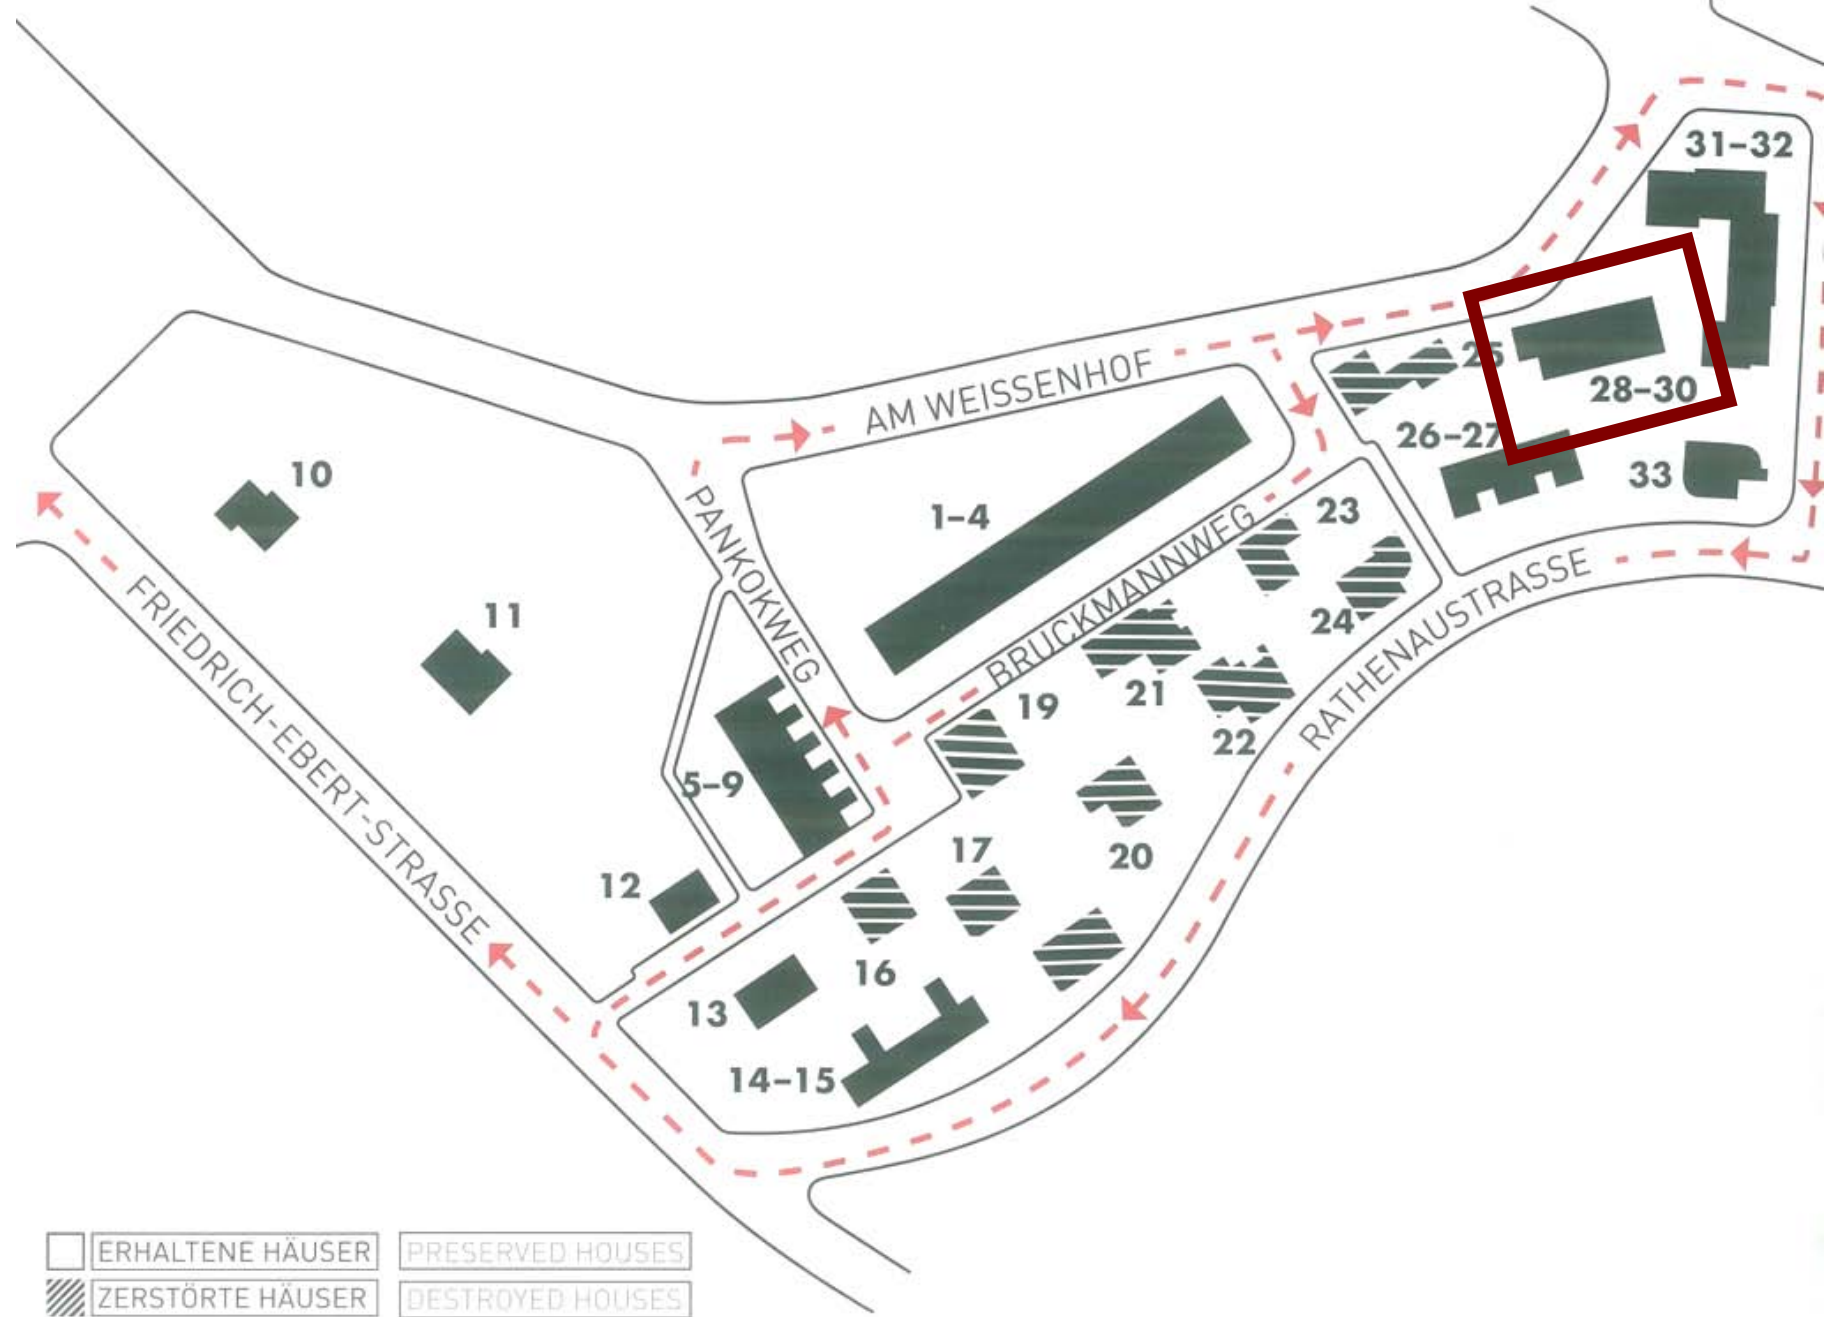 31-32
25
28-30
AM WEISSENHOF
26-27
33
10
1-4
23
PANKOKWEG
BRUCKMANNWEG
RATHENAUSTRASSE
11
24
FRIEDRICH-EBERT-STRASSE
19
21
22
5-9
17
20
12
16
13
14-15
ERHALTENE HÄUSER PRESERVED HOUSES
ZERSTÖRTE HÄUSER DESTROYED HOUSES